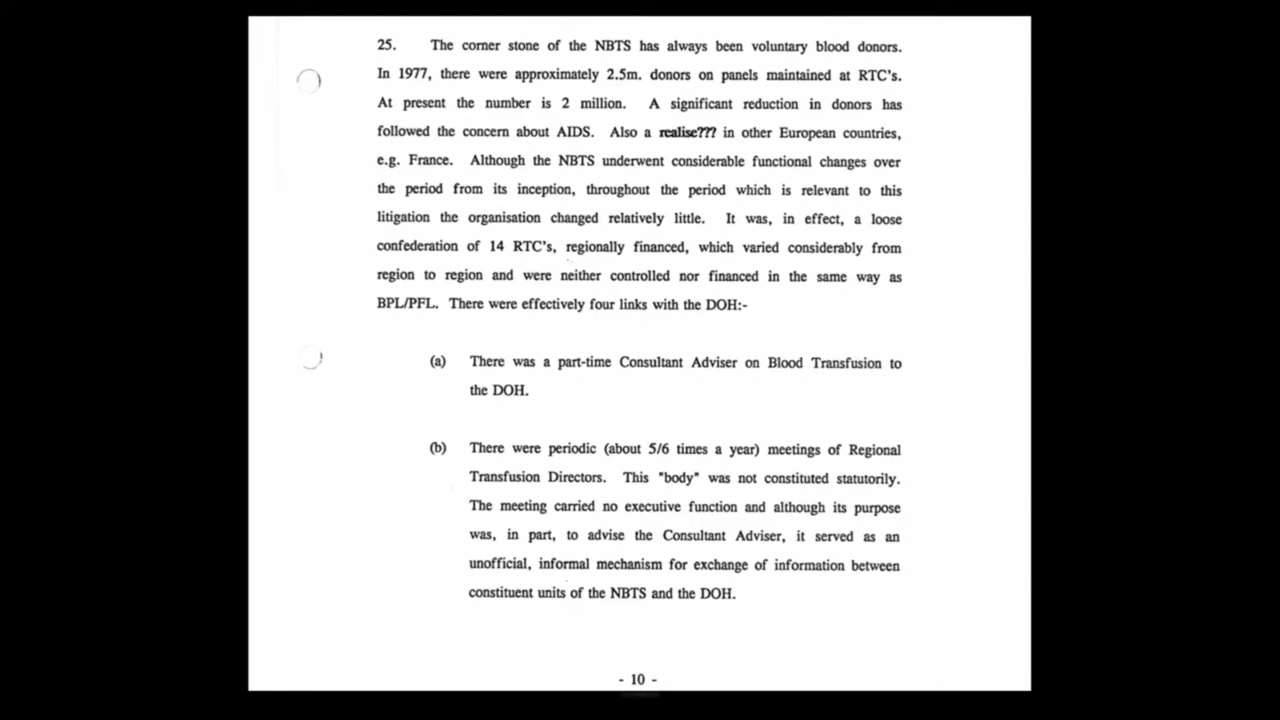 25. The corner stone of the NBTS has always been voluntary blood donors.
In 1977, there were approximately 2.5m. donors on panels maintained at RTC's.
At present the number is 2 million. A significant reduction in donors has
followed the concern about AIDS. Also a realise??? in other European countries,
e.g. France. Although the NBTS underwent considerable functional changes over
the period from its inception, throughout the period which is relevant to this
litigation the organisation changed relatively little. It was, in effect, a loose
confederation of 14 RTC's, regionally financed, which varied considerably from
region to region and were neither controlled nor financed in the same way as
BPL/PFL. There were effectively four links with the DOH:-
(a) There was a part-time Consultant Adviser on Blood Transfusion to
the DOH.
(b) There were periodic (about 5/6 times a year) meetings of Regional
Transfusion Directors. This "body" was not constituted statutorily.
The meeting carried no executive function and although its purpose
was, in part, to advise the Consultant Adviser, it served as an
unofficial, informal mechanism for exchange of information between
constituent units of the NBTS and the DOH.
- 10 -